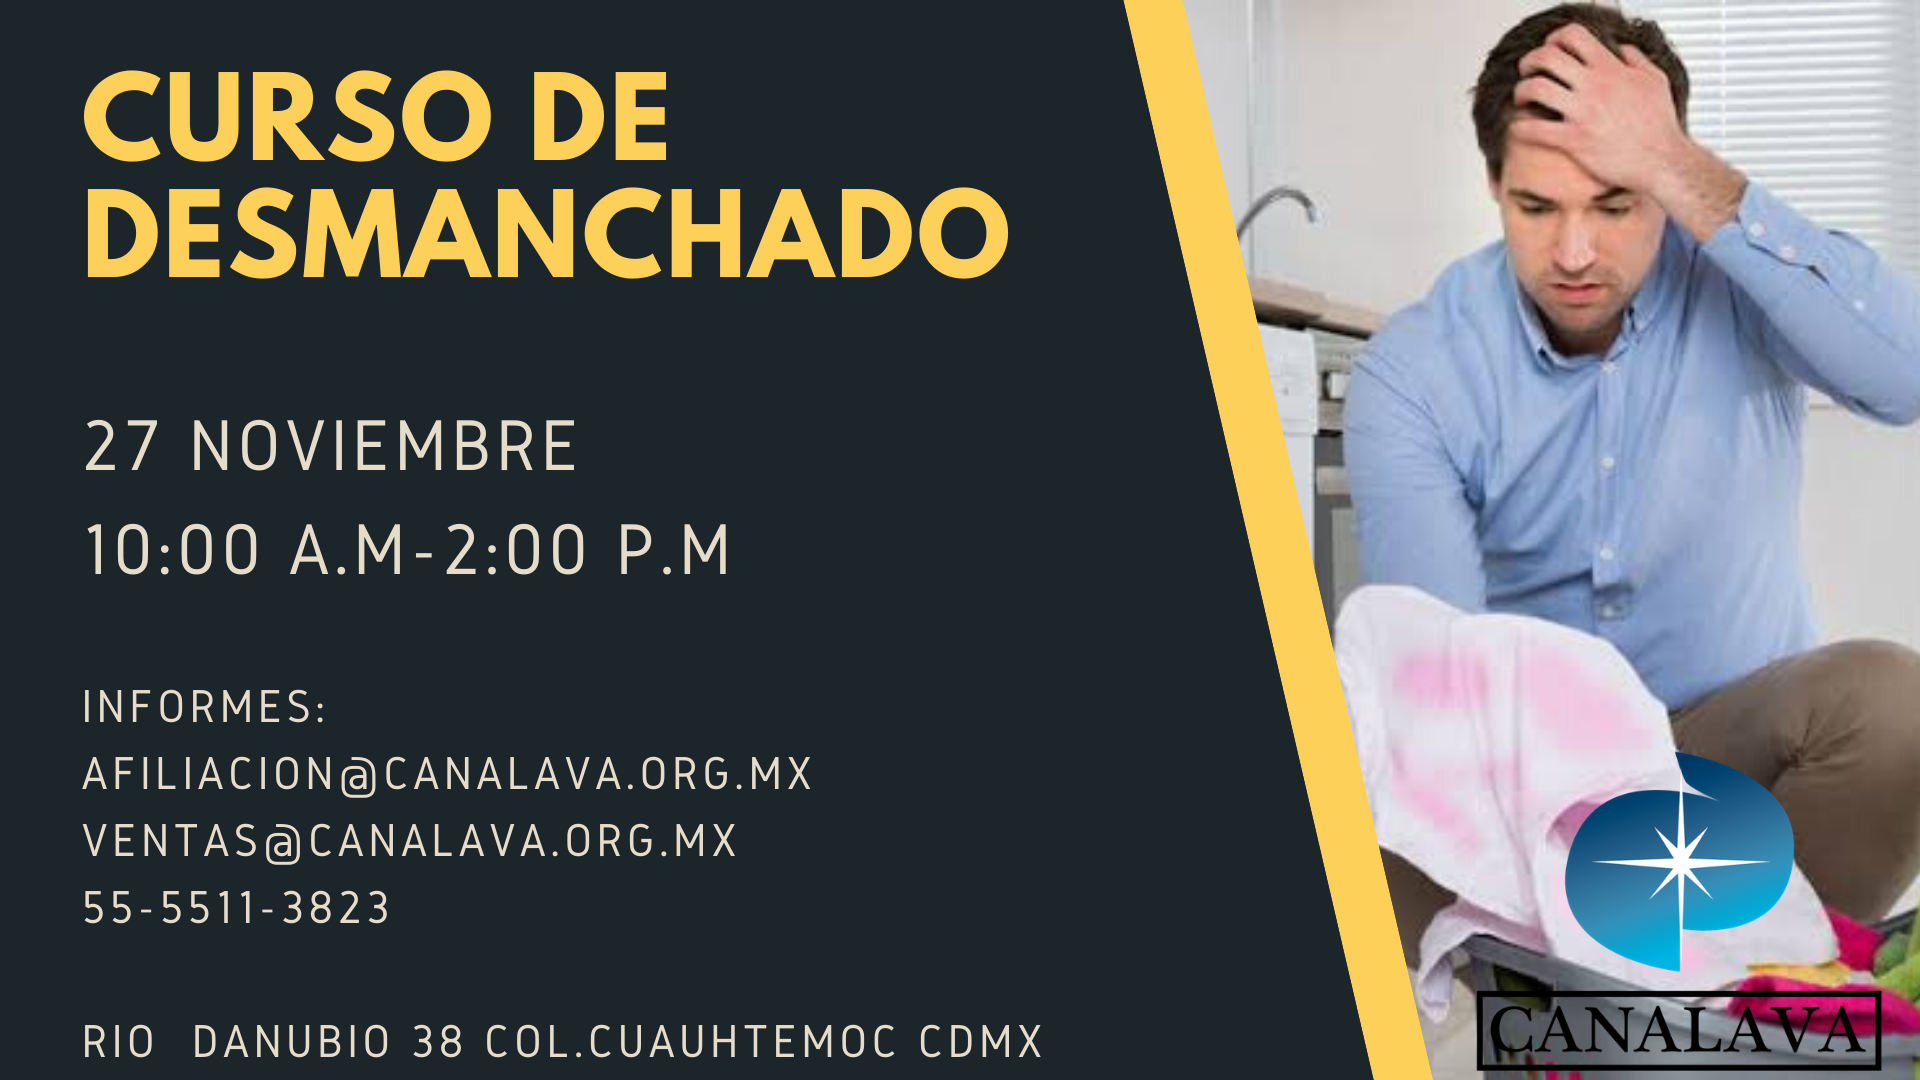 CURSO DE
DESMANCHADO
27 NOVIEMBRE
10:00 A.M-2:00 P.M
INFORMES:
AFILIACION@CANALAVA.ORG.MX
VENTAS@CANALAVA.ORG.MX
55-5511-3823
RIO DANUBIO 38 COL.CUAUHTEMOC CDMX
CANALAVA